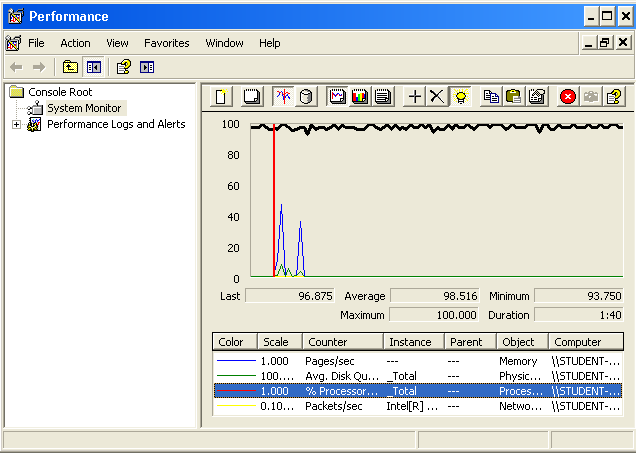 Performance
File Action View Favorites Window Help
Console Root
System Monitor
Performance Logs and Alerts
100
80
60
40
20
0
Last 96.875 Average 98.516 Minimum 93.750
Maximum 100.000 Duration 1:40
Color Scale Counter Instance Parent Object Computer
1.000 Pages/sec --- --- Memory \\STUDENT-...
100.... Avg. Disk Qu... _Total --- Physic... \\STUDENT-...
1.000 % Processor... _Total --- Proces... \\STUDENT-...
0.10... Packets/sec Intel[R] ... --- Netwo... \\STUDENT-...